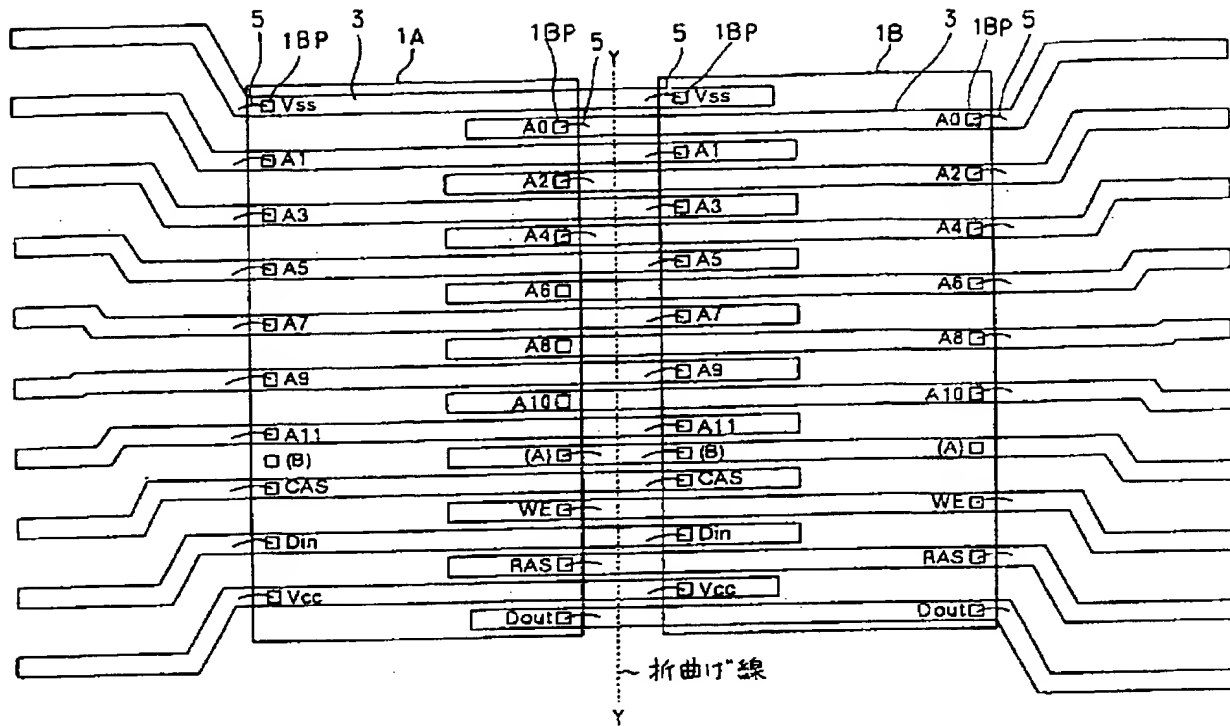 5 1BP 3 1A 1BP 5 Y 5 1BP 1B 3 1BP 5
Vss Vss
A0 A0
A1 A1
A2 A2
A3 A3
A4 A4
A5 A5
A6 A6
A7 A7
A8 A8
A9 A9
A10 A10
A11 A11
(B) (A) (B) (A)
CAS CAS
WE WE
Din Din
RAS RAS
Vcc Vcc
Dout Dout
折曲げ線
Y